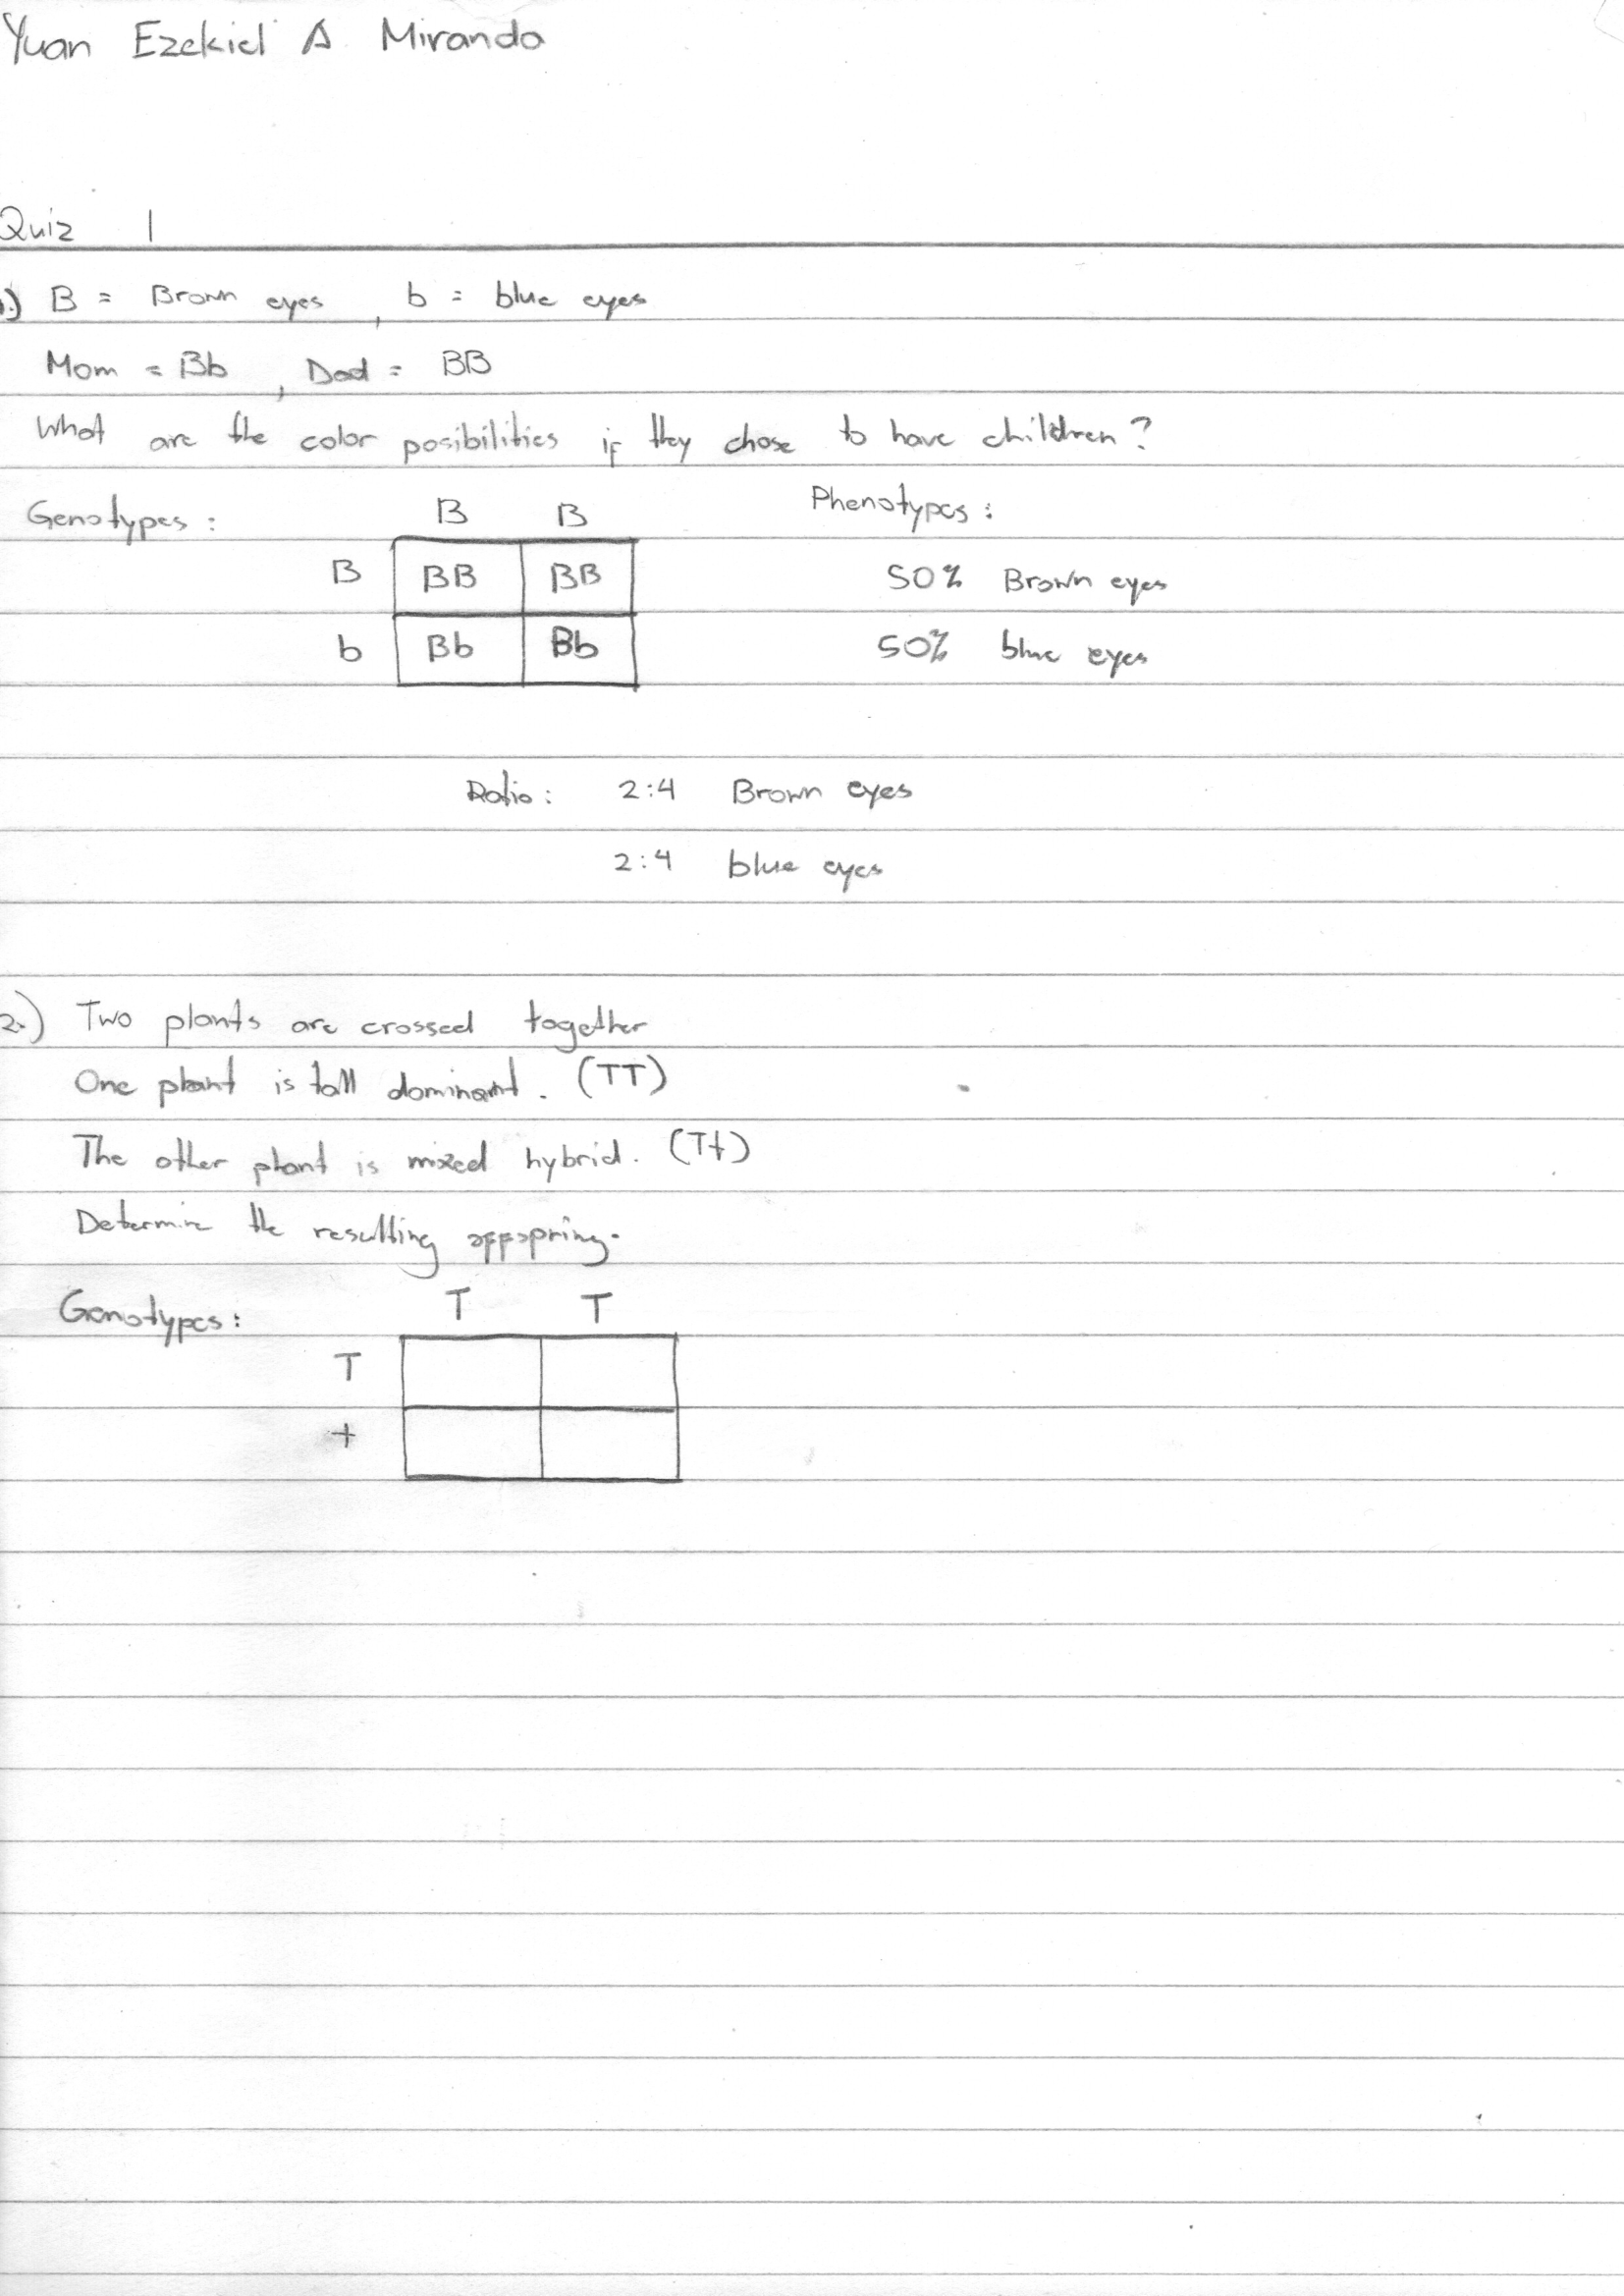 Yuan Ezekiel A Miranda
Quiz 1
1.) B = Brown eyes , b = blue eyes
Mom = Bb , Dad = BB
What are the color posibilities if they chose to have children?
Genotypes: B B Phenotypes:
B BB BB 50% Brown eyes
b Bb Bb 50% blue eyes
Ratio: 2:4 Brown eyes
2:4 blue eyes
2.) Two plants are crossed together
One plant is tall dominant. (TT)
The other plant is mixed hybrid. (Tt)
Determine the resulting offspring.
Genotypes: T T
T
t